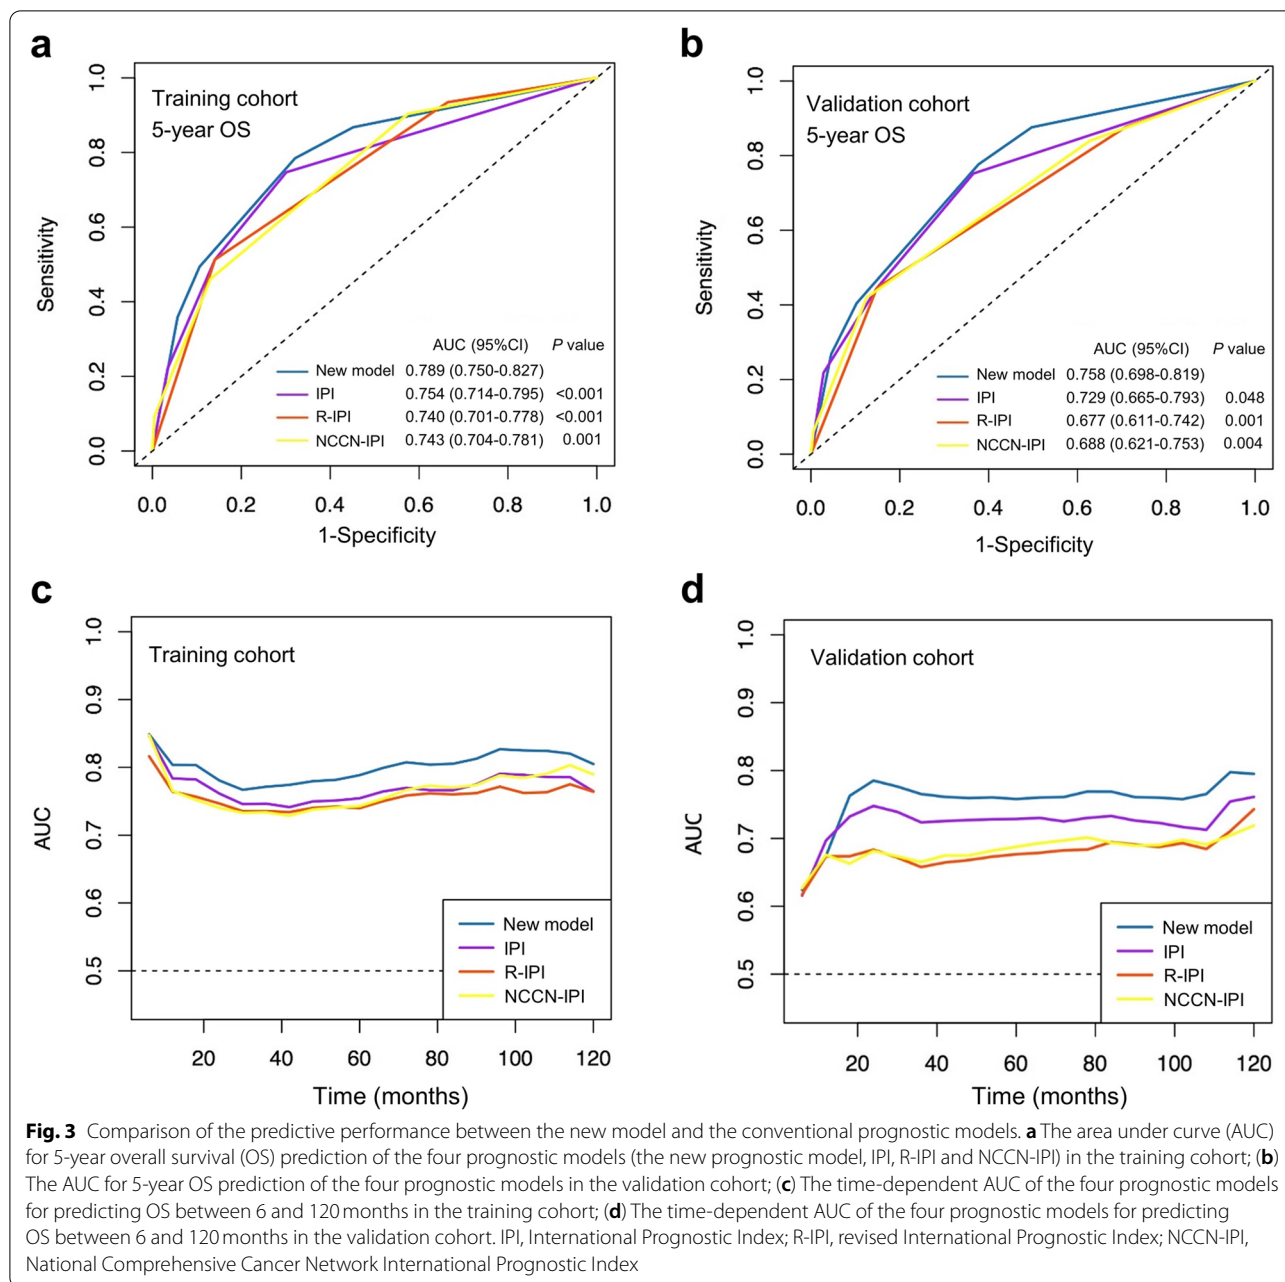 a
Training cohort
5-year OS
Sensitivity
1.0
0.8
0.6
0.4
0.2
0.0
AUC (95%CI) P value
New model 0.789 (0.750-0.827)
IPI 0.754 (0.714-0.795) <0.001
R-IPI 0.740 (0.701-0.778) <0.001
NCCN-IPI 0.743 (0.704-0.781) 0.001
0.0 0.2 0.4 0.6 0.8 1.0
1-Specificity
b
Validation cohort
5-year OS
Sensitivity
1.0
0.8
0.6
0.4
0.2
0.0
AUC (95%CI) P value
New model 0.758 (0.698-0.819)
IPI 0.729 (0.665-0.793) 0.048
R-IPI 0.677 (0.611-0.742) 0.001
NCCN-IPI 0.688 (0.621-0.753) 0.004
0.0 0.2 0.4 0.6 0.8 1.0
1-Specificity
c
Training cohort
AUC
1.0
0.9
0.8
0.7
0.6
0.5
New model
IPI
R-IPI
NCCN-IPI
20 40 60 80 100 120
Time (months)
d
Validation cohort
AUC
1.0
0.9
0.8
0.7
0.6
0.5
New model
IPI
R-IPI
NCCN-IPI
20 40 60 80 100 120
Time (months)
Fig. 3 Comparison of the predictive performance between the new model and the conventional prognostic models. a The area under curve (AUC)
for 5-year overall survival (OS) prediction of the four prognostic models (the new prognostic model, IPI, R-IPI and NCCN-IPI) in the training cohort; (b)
The AUC for 5-year OS prediction of the four prognostic models in the validation cohort; (c) The time-dependent AUC of the four prognostic models
for predicting OS between 6 and 120 months in the training cohort; (d) The time-dependent AUC of the four prognostic models for predicting
OS between 6 and 120 months in the validation cohort. IPI, International Prognostic Index; R-IPI, revised International Prognostic Index; NCCN-IPI,
National Comprehensive Cancer Network International Prognostic Index